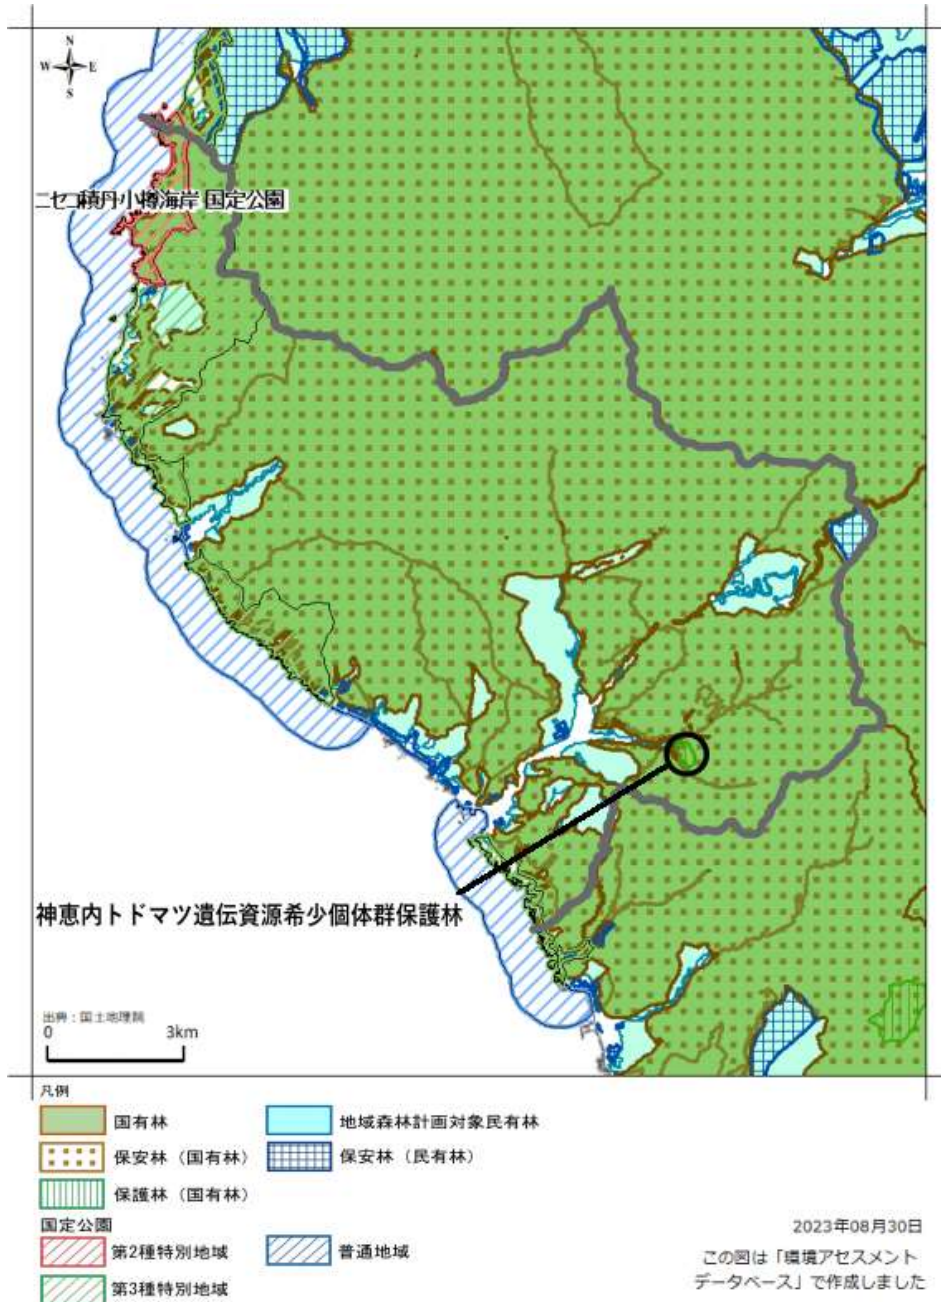 N
W E
S
ニセコ積丹小樽海岸 国定公園
神恵内トドマツ遺伝資源希少個体群保護林
出典：国土地理院
0 3km
凡例
国有林 地域森林計画対象民有林
保安林（国有林） 保安林（民有林）
保護林（国有林）
国定公園
第2種特別地域 普通地域
第3種特別地域
2023年08月30日
この図は「環境アセスメント
データベース」で作成しました